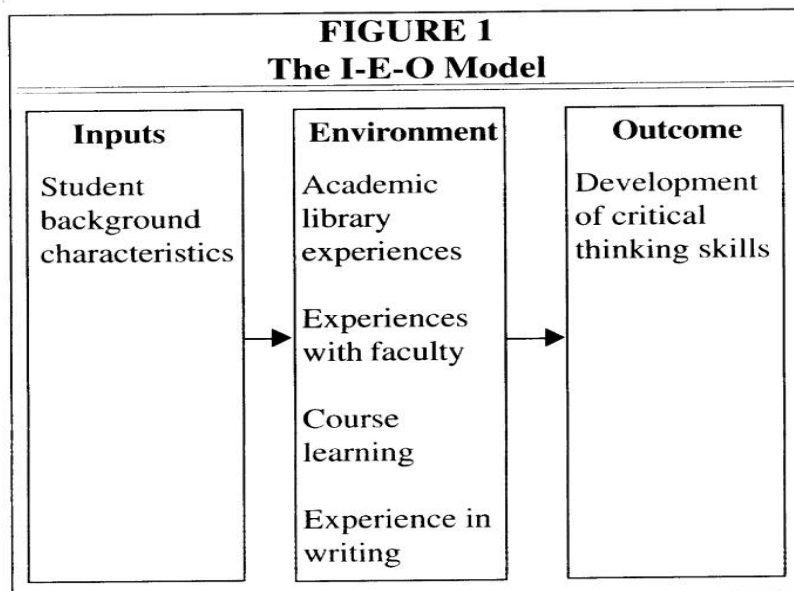 FIGURE 1
The I-E-O Model
Inputs
Student
background
characteristics
Environment
Academic
library
experiences
Experiences
with faculty
Course
learning
Experience in
writing
Outcome
Development
of critical
thinking skills